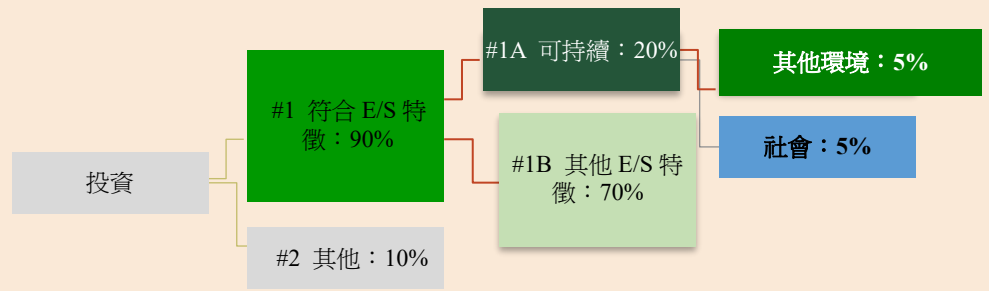 #1A 可持續：20%
其他環境：5%
#1 符合 E/S 特
徵：90%
社會：5%
#1B 其他 E/S 特
徵：70%
投資
#2 其他：10%